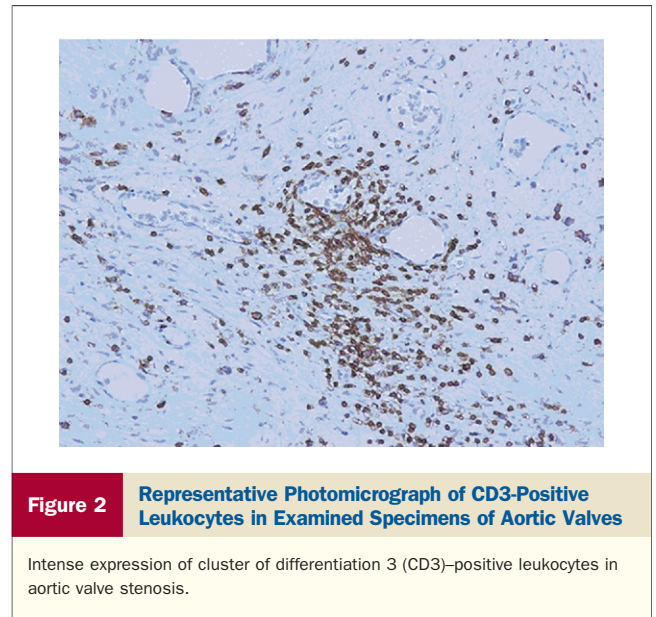 Figure 2
Representative Photomicrograph of CD3-Positive
Leukocytes in Examined Specimens of Aortic Valves
Intense expression of cluster of differentiation 3 (CD3)–positive leukocytes in
aortic valve stenosis.